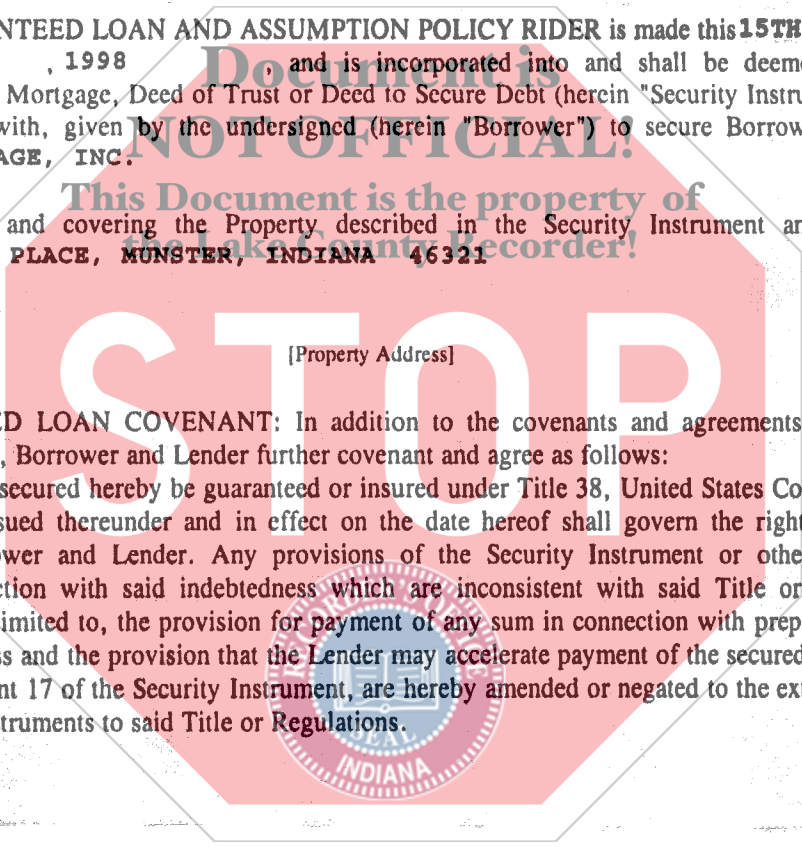 NTEED LOAN AND ASSUMPTION POLICY RIDER is made this 15TH
, 1998 , and is incorporated into and shall be deeme
Document is
Mortgage, Deed of Trust or Deed to Secure Debt (herein "Security Instru
with, given by the undersigned (herein "Borrower") to secure Borrow
NOT OFFICIAL!
AGE, INC.
This Document is the property of
and covering the Property described in the Security Instrument an
the Lake County Recorder!
PLACE, MUNSTER, INDIANA 46321
STOP
[Property Address]
ED LOAN COVENANT: In addition to the covenants and agreements
, Borrower and Lender further covenant and agree as follows:
secured hereby be guaranteed or insured under Title 38, United States Co
sued thereunder and in effect on the date hereof shall govern the right
ower and Lender. Any provisions of the Security Instrument or othe
ction with said indebtedness which are inconsistent with said Title or
limited to, the provision for payment of any sum in connection with prep
ss and the provision that the Lender may accelerate payment of the secured
nt 17 of the Security Instrument, are hereby amended or negated to the ex
struments to said Title or Regulations.
SEAL
INDIANA